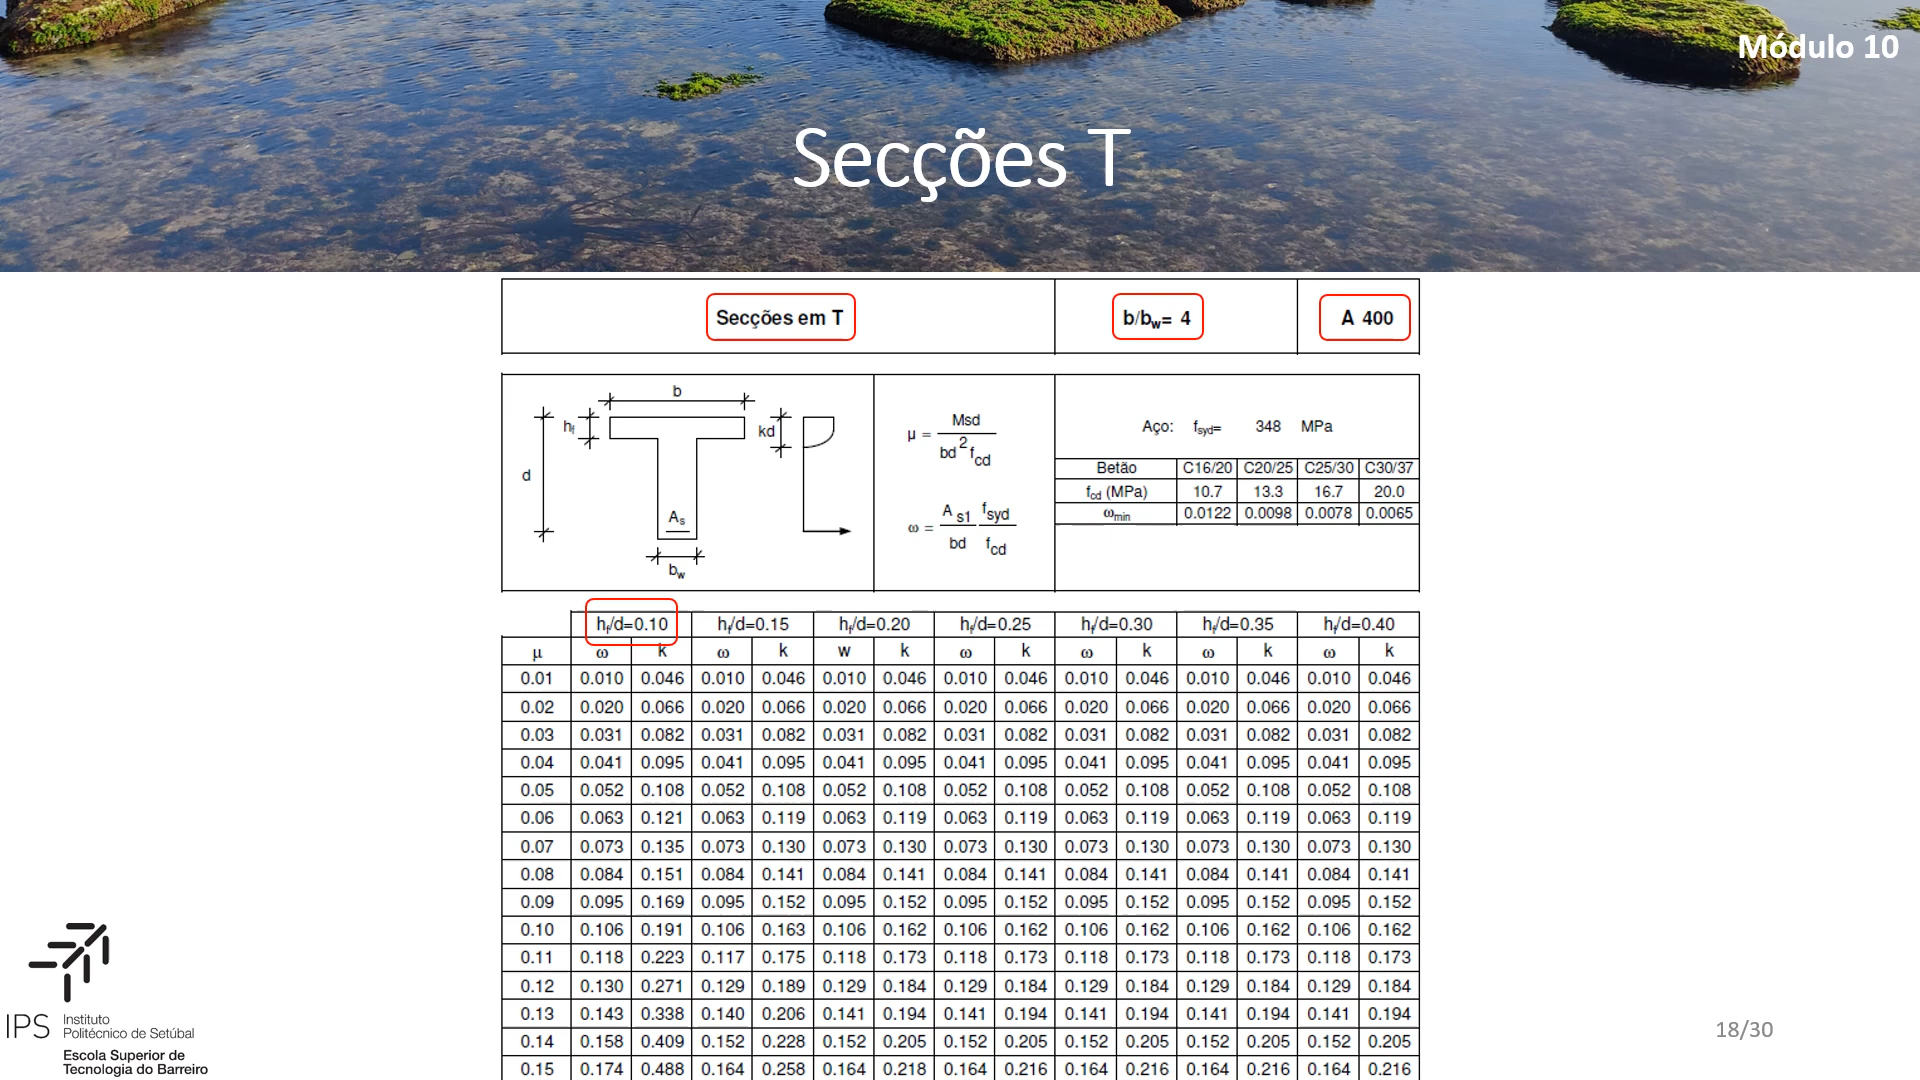 Módulo 10
Secções T
Secções em T b/bw= 4 A 400
b
hf
kd
d
As
bw
μ = Msd / bd² fcd
ω = As1 / bd fsyd / fcd
Aço: fsyd= 348 MPa
Betão C16/20 C20/25 C25/30 C30/37
fcd (MPa) 10.7 13.3 16.7 20.0
ωmin 0.0122 0.0098 0.0078 0.0065
hf/d=0.10 hf/d=0.15 hf/d=0.20 hf/d=0.25 hf/d=0.30 hf/d=0.35 hf/d=0.40
μ ω k ω k w k ω k ω k ω k ω k
0.01 0.010 0.046 0.010 0.046 0.010 0.046 0.010 0.046 0.010 0.046 0.010 0.046 0.010 0.046
0.02 0.020 0.066 0.020 0.066 0.020 0.066 0.020 0.066 0.020 0.066 0.020 0.066 0.020 0.066
0.03 0.031 0.082 0.031 0.082 0.031 0.082 0.031 0.082 0.031 0.082 0.031 0.082 0.031 0.082
0.04 0.041 0.095 0.041 0.095 0.041 0.095 0.041 0.095 0.041 0.095 0.041 0.095 0.041 0.095
0.05 0.052 0.108 0.052 0.108 0.052 0.108 0.052 0.108 0.052 0.108 0.052 0.108 0.052 0.108
0.06 0.063 0.121 0.063 0.119 0.063 0.119 0.063 0.119 0.063 0.119 0.063 0.119 0.063 0.119
0.07 0.073 0.135 0.073 0.130 0.073 0.130 0.073 0.130 0.073 0.130 0.073 0.130 0.073 0.130
0.08 0.084 0.151 0.084 0.141 0.084 0.141 0.084 0.141 0.084 0.141 0.084 0.141 0.084 0.141
0.09 0.095 0.169 0.095 0.152 0.095 0.152 0.095 0.152 0.095 0.152 0.095 0.152 0.095 0.152
0.10 0.106 0.191 0.106 0.163 0.106 0.162 0.106 0.162 0.106 0.162 0.106 0.162 0.106 0.162
0.11 0.118 0.223 0.117 0.175 0.118 0.173 0.118 0.173 0.118 0.173 0.118 0.173 0.118 0.173
0.12 0.130 0.271 0.129 0.189 0.129 0.184 0.129 0.184 0.129 0.184 0.129 0.184 0.129 0.184
0.13 0.143 0.338 0.140 0.206 0.141 0.194 0.141 0.194 0.141 0.194 0.141 0.194 0.141 0.194
0.14 0.158 0.409 0.152 0.228 0.152 0.205 0.152 0.205 0.152 0.205 0.152 0.205 0.152 0.205
0.15 0.174 0.488 0.164 0.258 0.164 0.218 0.164 0.216 0.164 0.216 0.164 0.216 0.164 0.216
IPS Instituto
Politécnico de Setúbal
Escola Superior de
Tecnologia do Barreiro
18/30